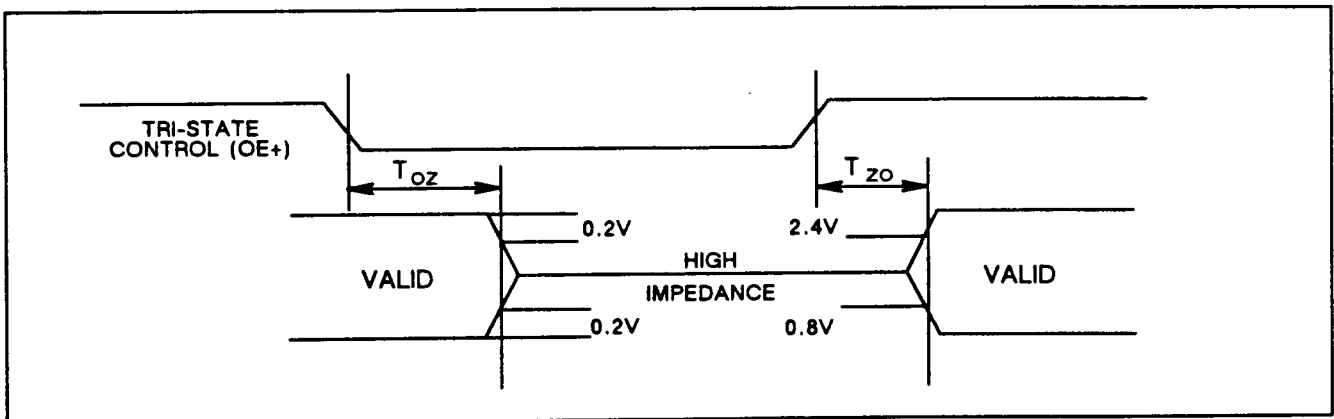 TRI-STATE
CONTROL (OE+)
T OZ
T ZO
0.2V
2.4V
VALID
HIGH
IMPEDANCE
VALID
0.2V
0.8V